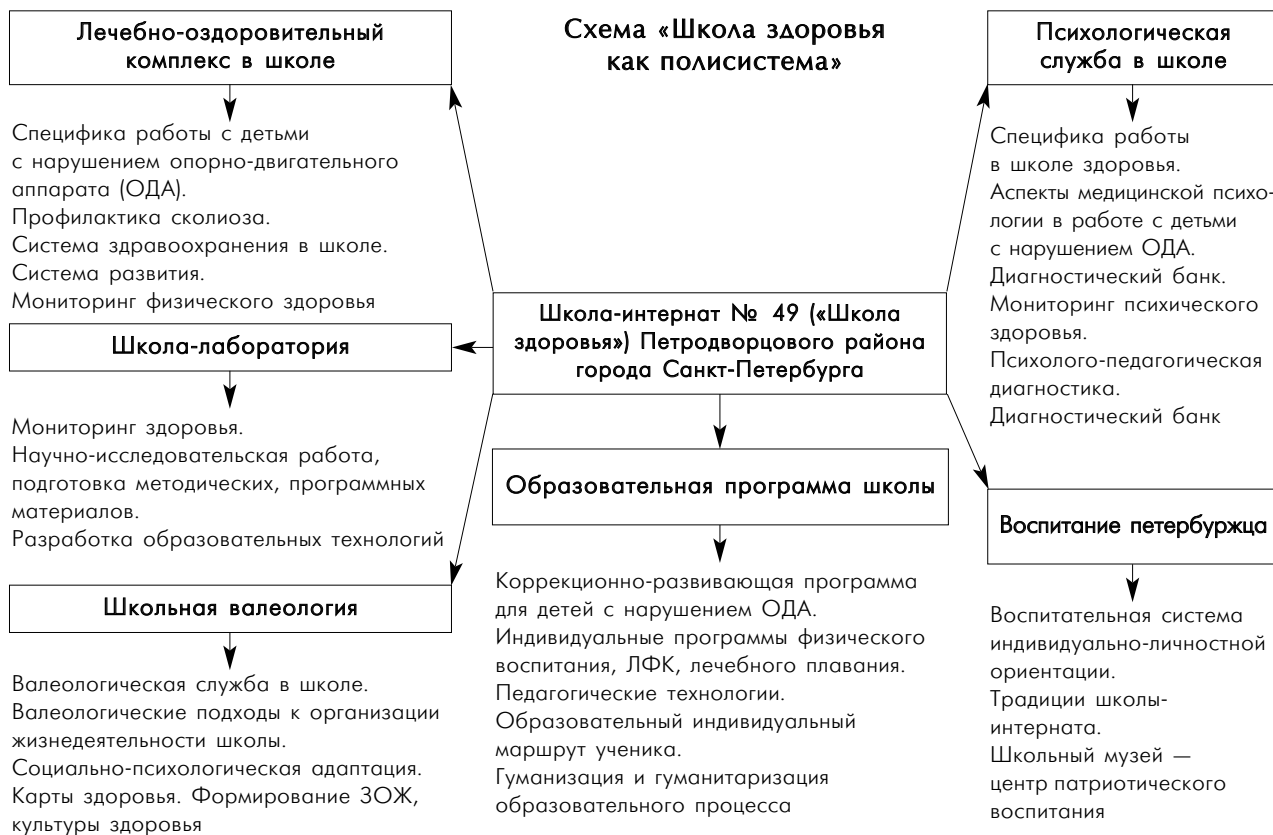 Схема «Школа здоровья
как полисистема»
Лечебно-оздоровительный
комплекс в школе
Специфика работы с детьми
с нарушением опорно-двигательного
аппарата (ОДА).
Профилактика сколиоза.
Система здравоохранения в школе.
Система развития.
Мониторинг физического здоровья
Школа-лаборатория
Мониторинг здоровья.
Научно-исследовательская работа,
подготовка методических, программных
материалов.
Разработка образовательных технологий
Школьная валеология
Валеологическая служба в школе.
Валеологические подходы к организации
жизнедеятельности школы.
Социально-психологическая адаптация.
Карты здоровья. Формирование ЗОЖ,
культуры здоровья
Школа-интернат № 49 («Школа
здоровья») Петродворцового района
города Санкт-Петербурга
Образовательная программа школы
Коррекционно-развивающая программа
для детей с нарушением ОДА.
Индивидуальные программы физического
воспитания, ЛФК, лечебного плавания.
Педагогические технологии.
Образовательный индивидуальный
маршрут ученика.
Гуманизация и гуманитаризация
образовательного процесса
Психологическая
служба в школе
Специфика работы
в школе здоровья.
Аспекты медицинской психо-
логии в работе с детьми
с нарушением ОДА.
Диагностический банк.
Мониторинг психического
здоровья.
Психолого-педагогическая
диагностика.
Диагностический банк
Воспитание петербуржца
Воспитательная система
индивидуально-личностной
ориентации.
Традиции школы-
интерната.
Школьный музей —
центр патриотического
воспитания